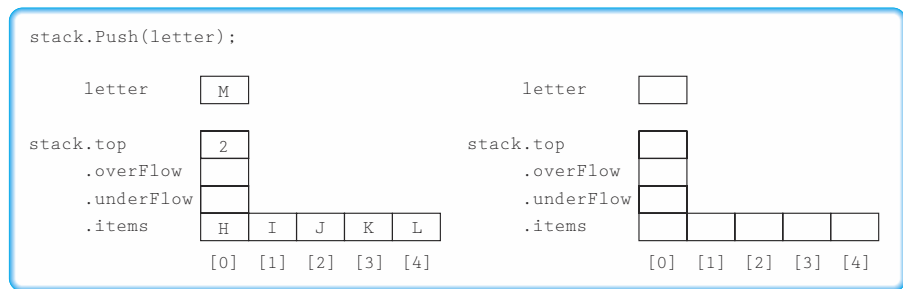 stack.Push(letter);
letter M letter
stack.top 2 stack.top
.overFlow .overFlow
.underFlow .underFlow
.items H I J K L .items
[0] [1] [2] [3] [4] [0] [1] [2] [3] [4]